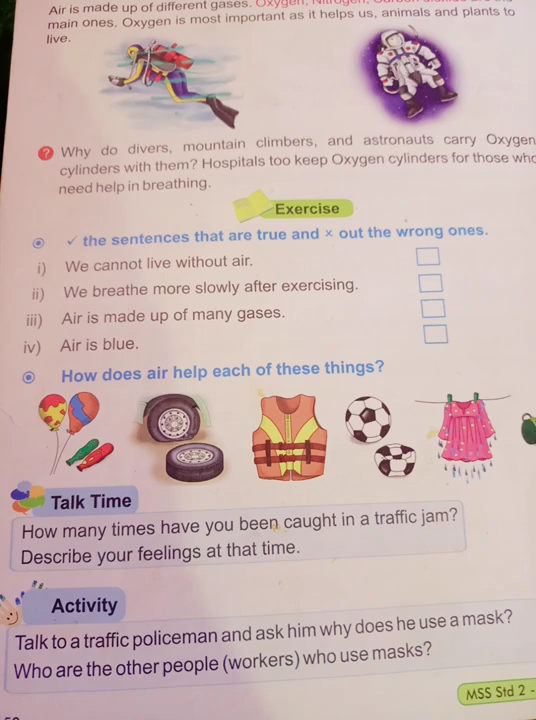 Air is made up of different gases. Oxygen,
main ones. Oxygen is most important as it helps us, animals and plants to
live.
? Why do divers, mountain climbers, and astronauts carry Oxygen
cylinders with them? Hospitals too keep Oxygen cylinders for those who
need help in breathing.
Exercise
✓ the sentences that are true and × out the wrong ones.
i) We cannot live without air.
ii) We breathe more slowly after exercising.
iii) Air is made up of many gases.
iv) Air is blue.
How does air help each of these things?
Talk Time
How many times have you been caught in a traffic jam?
Describe your feelings at that time.
Activity
Talk to a traffic policeman and ask him why does he use a mask?
Who are the other people (workers) who use masks?
MSS Std 2 -